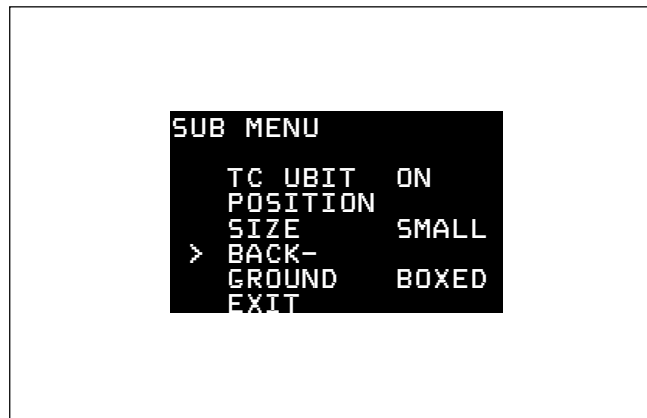 SUB MENU
TC UBIT ON
POSITION
SIZE SMALL
> BACK-
GROUND BOXED
EXIT